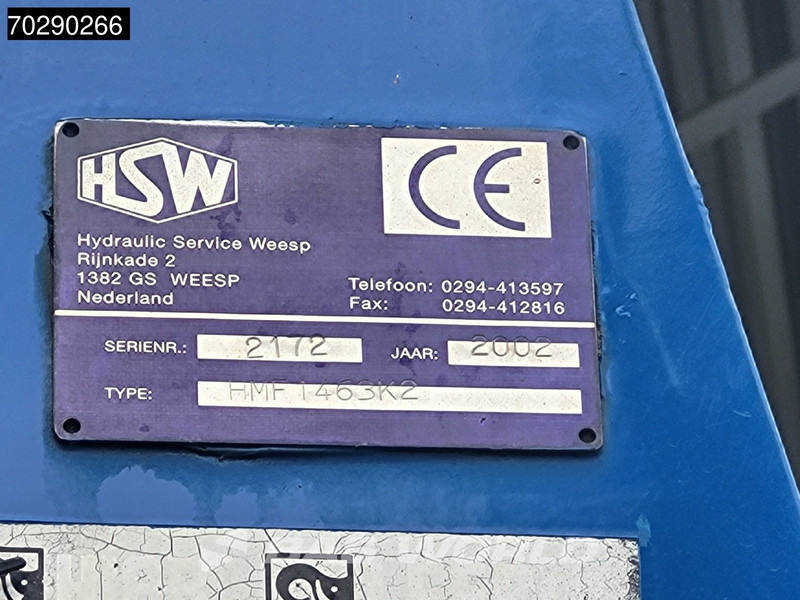 70290266
HSW
CE
Hydraulic Service Weesp
Rijnkade 2
1382 GS WEESP
Nederland
Telefoon: 0294-413597
Fax: 0294-412816
SERIENR.: 2172
JAAR: 2002
TYPE: HMF 1463K2